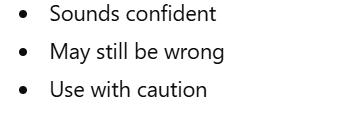 • Sounds confident
• May still be wrong
• Use with caution